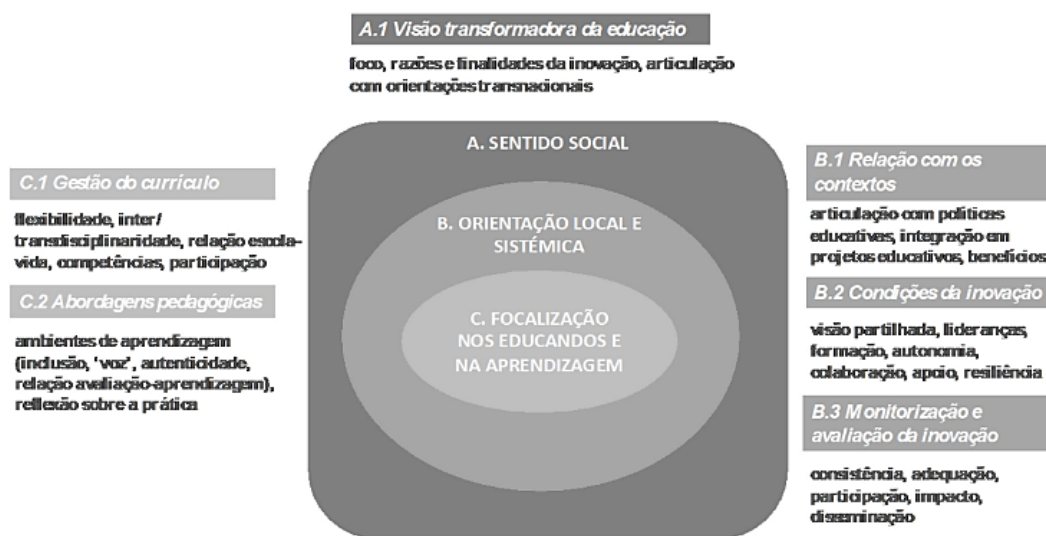 A.1 Visão transformadora da educação
foco, razões e finalidades da inovação, articulação
com orientações transnacionais
A. SENTIDO SOCIAL
B. ORIENTAÇÃO LOCAL E
SISTÉMICA
C. FOCALIZAÇÃO
NOS EDUCANDOS E
NA APRENDIZAGEM
C.1 Gestão do currículo
flexibilidade, inter/
transdisciplinaridade, relação escola-
vida, competências, participação
C.2 Abordagens pedagógicas
ambientes de aprendizagem
(inclusão, 'voz', autenticidade,
relação avaliação-aprendizagem),
reflexão sobre a prática
B.1 Relação com os
contextos
articulação com políticas
educativas, integração em
projetos educativos, benefícios
B.2 Condições da inovação
visão partilhada, lideranças,
formação, autonomia,
colaboração, apoio, resiliência
B.3 Monitorização e
avaliação da inovação
consistência, adequação,
participação, impacto,
disseminação